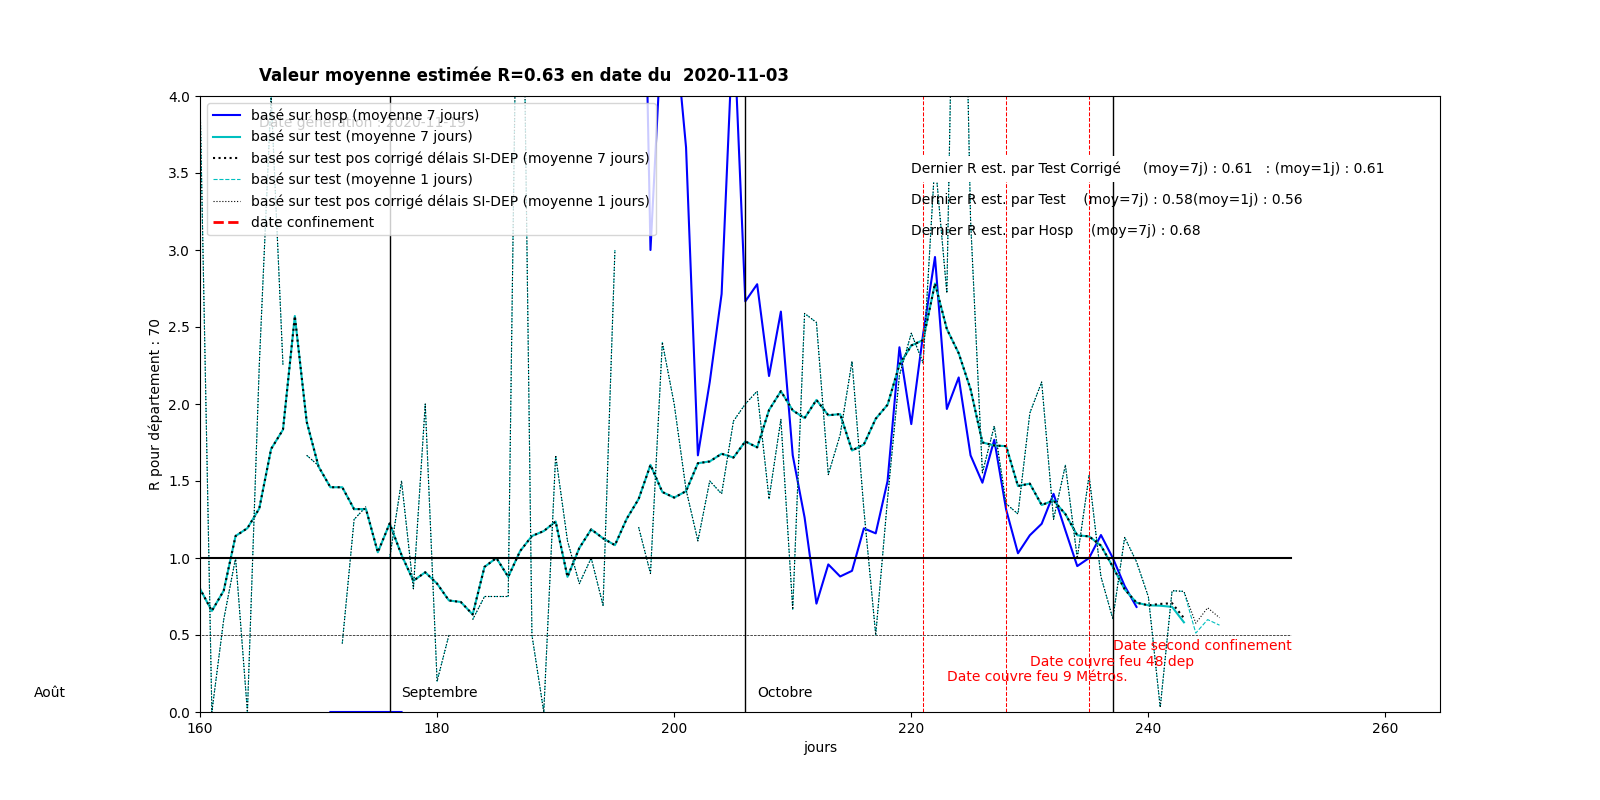 Valeur moyenne estimée R=0.63 en date du  2020-11-03
Date génération : 2020-11-19
basé sur hosp (moyenne 7 jours)
basé sur test (moyenne 7 jours)
basé sur test pos corrigé délais SI-DEP (moyenne 7 jours)
basé sur test (moyenne 1 jours)
basé sur test pos corrigé délais SI-DEP (moyenne 1 jours)
date confinement
Dernier R est. par Test Corrigé (moy=7j) : 0.61 : (moy=1j) : 0.61
Dernier R est. par Test (moy=7j) : 0.58(moy=1j) : 0.56
Dernier R est. par Hosp (moy=7j) : 0.68
4.0
3.5
3.0
2.5
2.0
1.5
1.0
0.5
0.0
R pour département : 70
Date second confinement
Date couvre feu 48 dep
Date couvre feu 9 Métros.
Août
Septembre
Octobre
160
180
200
220
240
260
jours